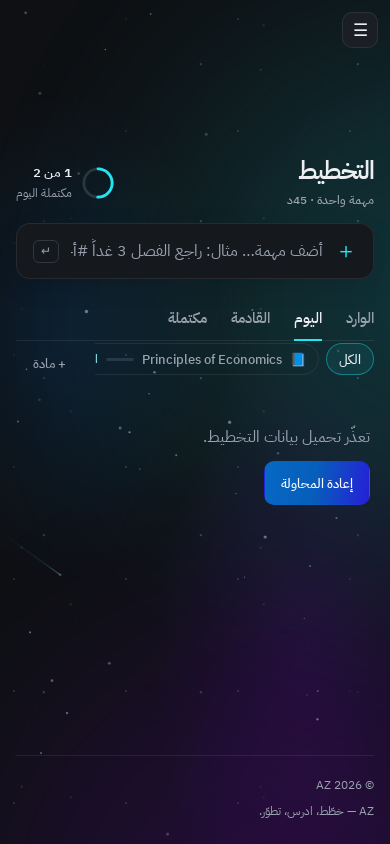 ☰
التخطيط
مهمة واحدة · 45د
1 من 2
مكتملة اليوم
+ أضف مهمة... مثال: راجع الفصل 3 غداً #أ ↵
الوارد اليوم القادمة مكتملة
الكل 📘 Principles of Economics + مادة
تعذّر تحميل بيانات التخطيط.
إعادة المحاولة
© 2026 AZ
AZ — خطّط، ادرس، تطوّر.